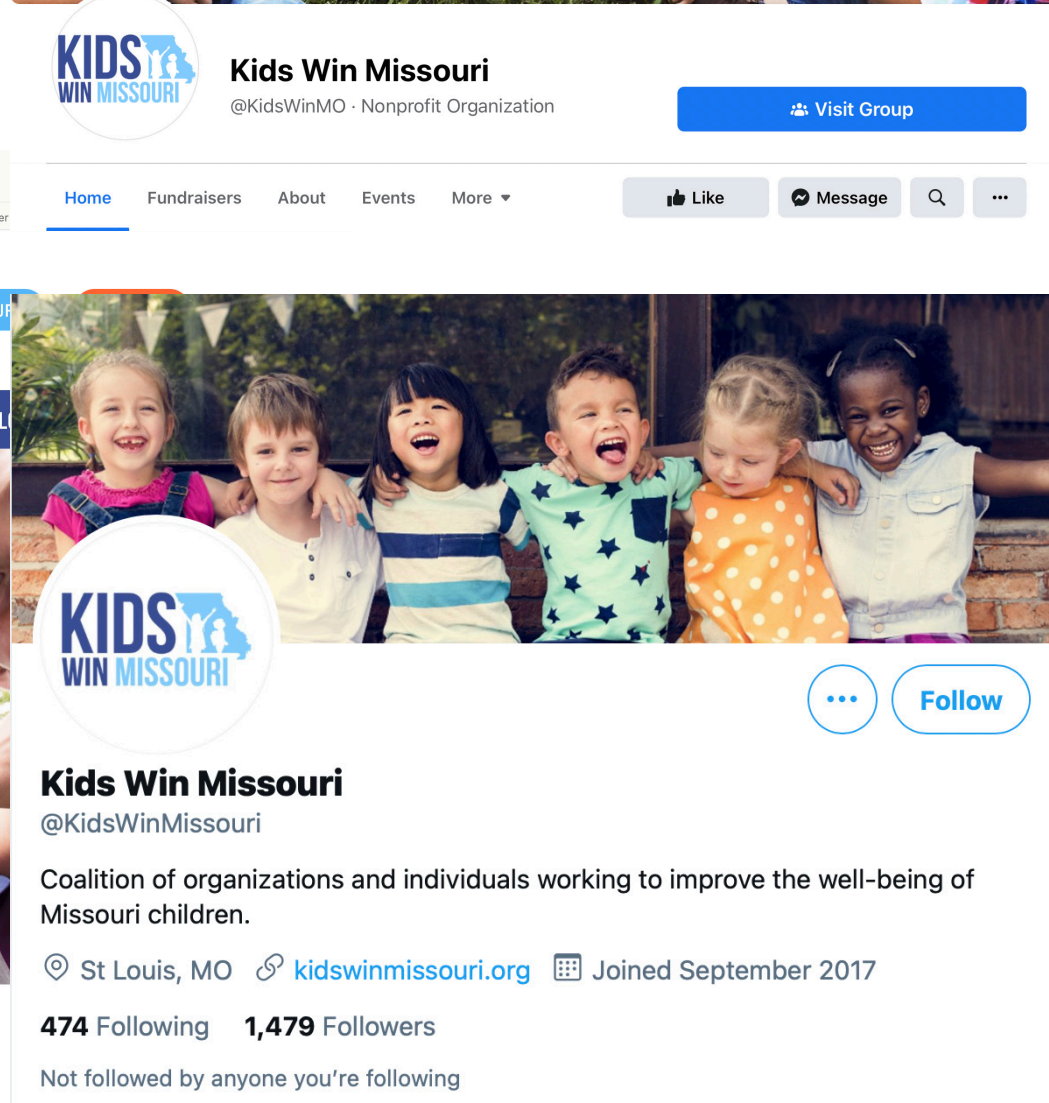 KIDS
WIN MISSOURI
Kids Win Missouri
@KidsWinMO · Nonprofit Organization
Visit Group
er
Home Fundraisers About Events More ▼ Like Message ···
KIDS
WIN MISSOURI
··· Follow
Kids Win Missouri
@KidsWinMissouri
Coalition of organizations and individuals working to improve the well-being of
Missouri children.
St Louis, MO kidswinmissouri.org Joined September 2017
474 Following 1,479 Followers
Not followed by anyone you’re following